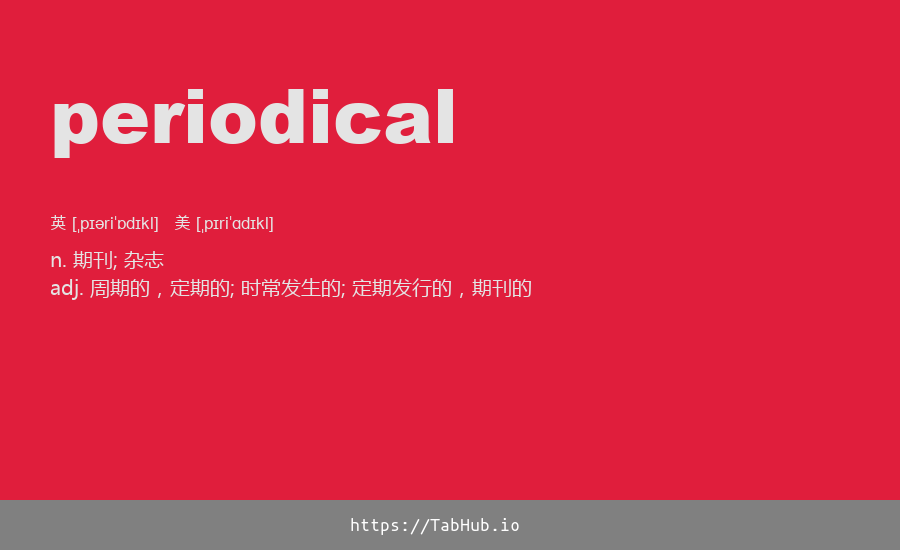 periodical
英 [ˌpɪəriˈɒdɪkl] 美 [ˌpɪriˈɑdɪkl]
n. 期刊; 杂志
adj. 周期的，定期的; 时常发生的; 定期发行的，期刊的
https://TabHub.io